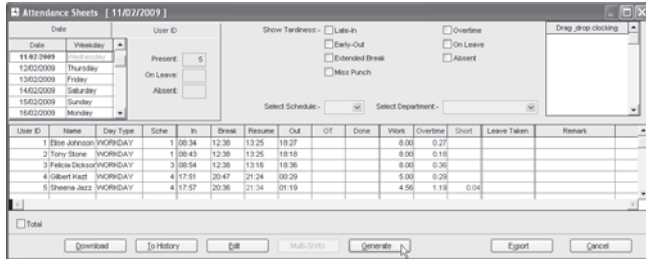 Attendance Sheets [ 11/02/2009 ]
Date
User ID
Show Tardiness:-
Late-In
Overtime
Drag ,drop clocking
Date Weekday
Early-Out
On Leave
11/02/2009 Wednesday
Present: 5
Extended Break
Absent
12/02/2009 Thursday
On Leave:
Miss Punch
13/02/2009 Friday
Absent:
14/02/2009 Saturday
15/02/2009 Sunday
Select Schedule:-
Select Department:-
16/02/2009 Monday
User ID Name Day Type Sche In Break Resume Out OT Done Work Overtime Short Leave Taken Remark
1 Elise Johnson WORKDAY 1 08:34 12:38 13:25 18:27 8.00 0.27
2 Tony Stone WORKDAY 1 08:43 12:38 13:25 18:18 8.00 0.18
3 Felicia Dickson WORKDAY 3 08:54 12:38 13:16 18:36 8.00 0.36
4 Gilbert Kazt WORKDAY 4 17:51 20:47 21:24 00:29 5.00 0.29
5 Sheena Jazz WORKDAY 4 17:57 20:36 21:34 01:19 4.56 1.19 0.04
Total
Download
To History
Edit
Multi-Shifts
Generate
Export
Cancel